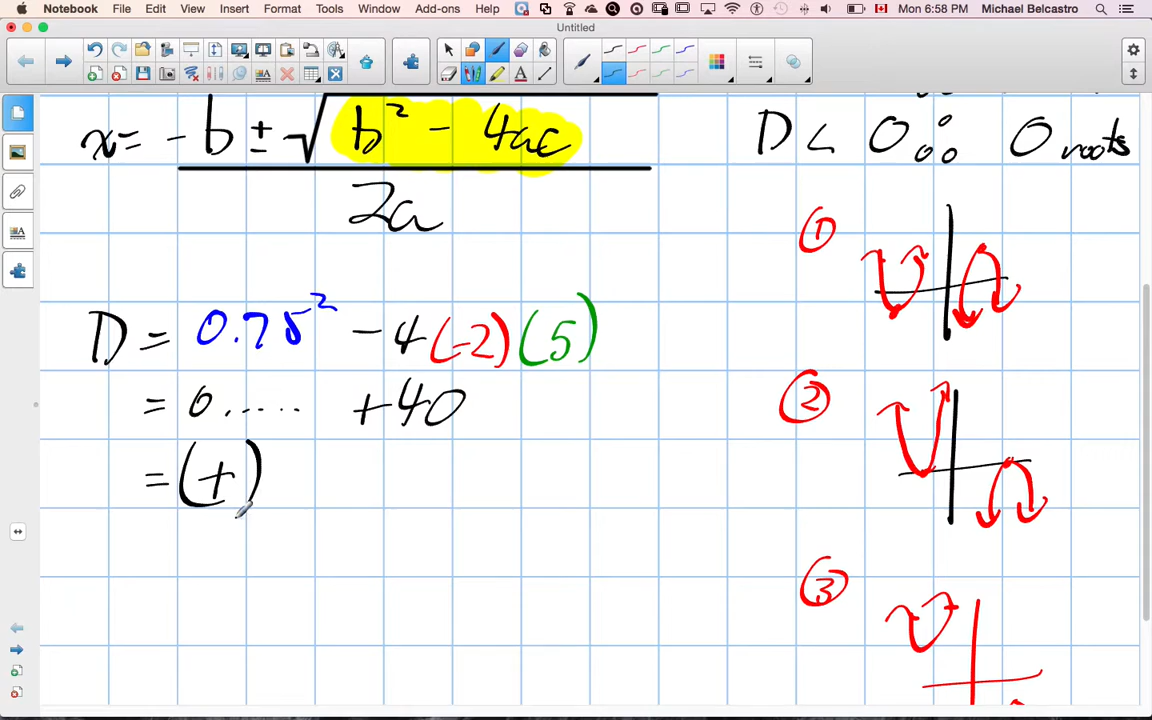 Notebook File Edit View Insert Format Tools Window Add-ons Help Mon 6:58 PM Michael Belcastro
Untitled
x = -b ± √ b² - 4ac
2a
D < 0 ∴ 0 roots
D = 0.75² - 4(-2)(5)
= 0..... +40
= (+)
①
②
③